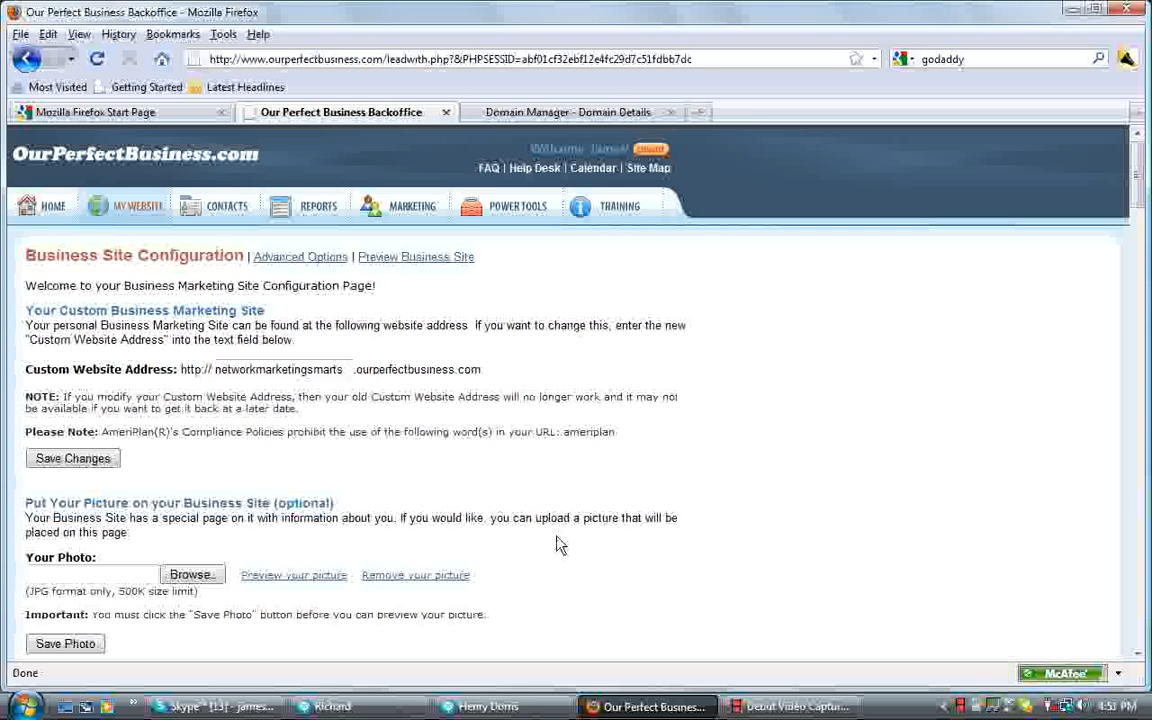 Our Perfect Business Backoffice - Mozilla Firefox
File Edit View History Bookmarks Tools Help
http://www.ourperfectbusiness.com/leadwith.php?&PHPSESSID=abf01cf32ebf12e4fc29d7c51fdbb7dc
godaddy
Most Visited Getting Started Latest Headlines
Mozilla Firefox Start Page
Our Perfect Business Backoffice
Domain Manager - Domain Details
OurPerfectBusiness.com
Welcome, James!
FAQ | Help Desk | Calendar | Site Map
HOME MY WEBSITE CONTACTS REPORTS MARKETING POWER TOOLS TRAINING
Business Site Configuration | Advanced Options | Preview Business Site
Welcome to your Business Marketing Site Configuration Page!
Your Custom Business Marketing Site
Your personal Business Marketing Site can be found at the following website address. If you want to change this, enter the new
"Custom Website Address" into the text field below.
Custom Website Address: http:// networkmarketingsmarts .ourperfectbusiness.com
NOTE: If you modify your Custom Website Address, then your old Custom Website Address will no longer work and it may not
be available if you want to get it back at a later date.
Please Note: AmeriPlan(R)'s Compliance Policies prohibit the use of the following word(s) in your URL: ameriplan
Save Changes
Put Your Picture on your Business Site (optional)
Your Business Site has a special page on it with information about you. If you would like, you can upload a picture that will be
placed on this page.
Your Photo:
Browse.. Preview your picture Remove your picture
(JPG format only, 500K size limit)
Important: You must click the "Save Photo" button before you can preview your picture.
Save Photo
Done
McAfee
Skype™ [13] - james...
Richard
Henry Dorris
Our Perfect Busines...
Debut Video Captur...
4:51 PM